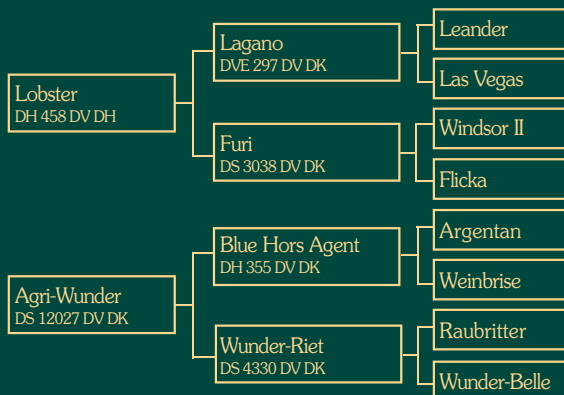 Leander
Lagano
DVE 297 DV DK
Las Vegas
Lobster
DH 458 DV DH
Windsor II
Furi
DS 3038 DV DK
Flicka
Argentan
Blue Hors Agent
DH 355 DV DK
Weinbrise
Agri-Wunder
DS 12027 DV DK
Raubritter
Wunder-Riet
DS 4330 DV DK
Wunder-Belle